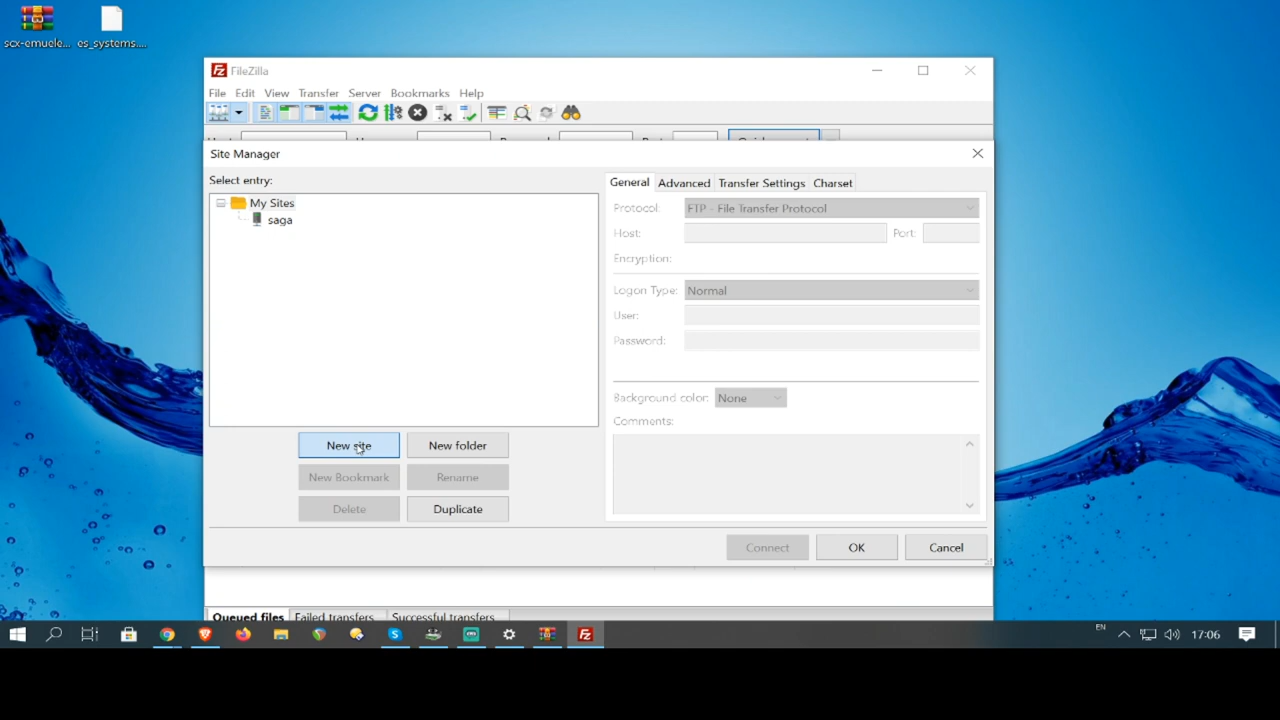 scx-emuele...
es_systems....
FileZilla
File Edit View Transfer Server Bookmarks Help
Site Manager
Select entry:
My Sites
saga
New site
New folder
New Bookmark
Rename
Delete
Duplicate
General Advanced Transfer Settings Charset
Protocol: FTP - File Transfer Protocol
Host: Port:
Encryption:
Logon Type: Normal
User:
Password:
Background color: None
Comments:
Connect OK Cancel
Queued files Failed transfers Successful transfers
EN
17:06